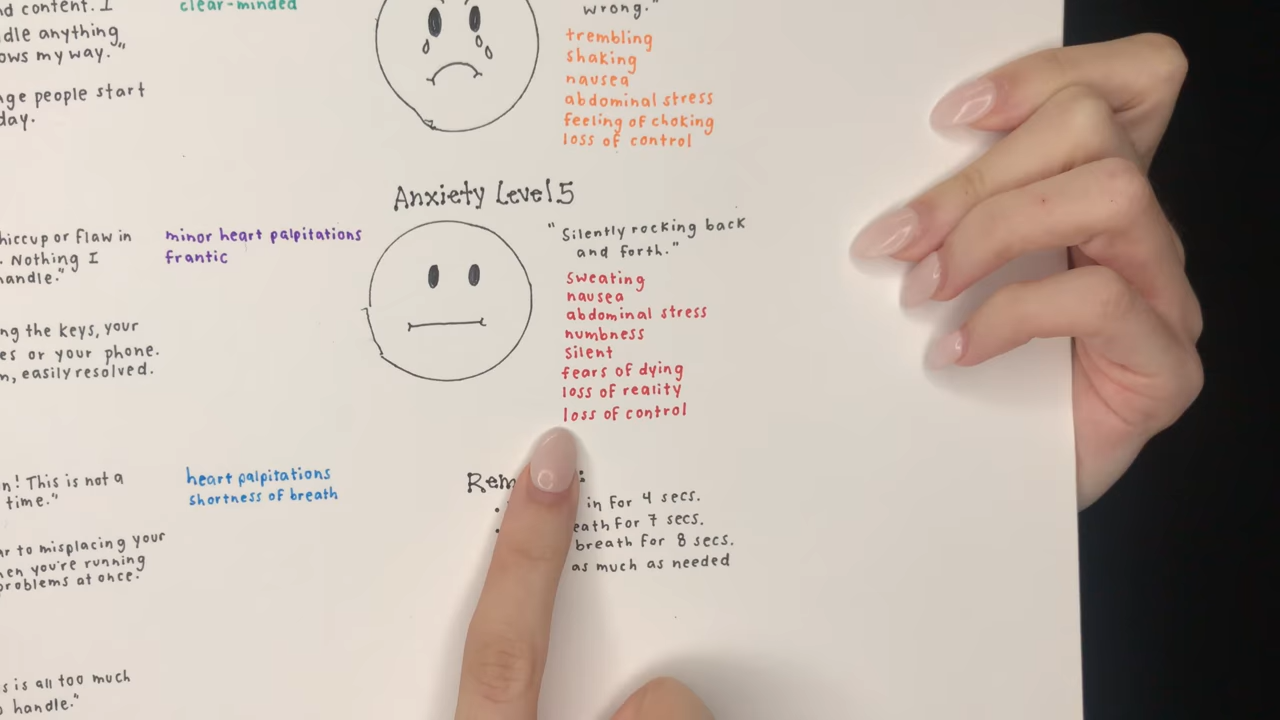 d content. I
dle anything
ows my way."
ge people start
day.
hiccup or flaw in
. Nothing I
handle."
ng the keys, your
es or your phone.
, easily resolved.
n! This is not a
time."
ar to misplacing your
en you're running
problems at once.
s is all too much
handle."
clear-minded
minor heart palpitations
frantic
heart palpitations
shortness of breath
wrong."
trembling
shaking
nausea
abdominal stress
feeling of choking
loss of control
Anxiety Level 5
"Silently rocking back
and forth."
Sweating
nausea
abdominal stress
numbness
silent
fears of dying
loss of reality
loss of control
Rem
in for 4 secs.
eath for 7 secs.
breath for 8 secs.
as much as needed